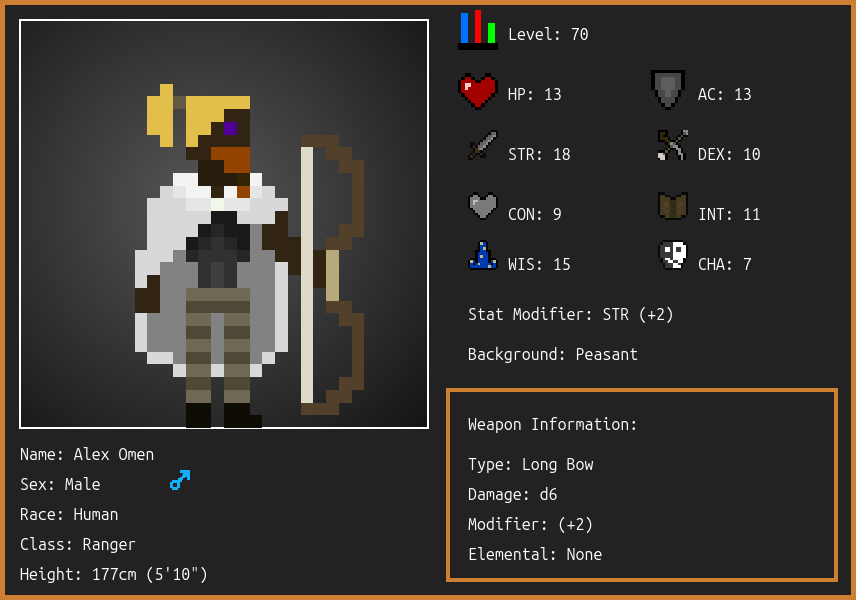 Level: 70
HP: 13
AC: 13
STR: 18
DEX: 10
CON: 9
INT: 11
WIS: 15
CHA: 7
Stat Modifier: STR (+2)
Background: Peasant
Weapon Information:
Type: Long Bow
Damage: d6
Modifier: (+2)
Elemental: None
Name: Alex Omen
Sex: Male
Race: Human
Class: Ranger
Height: 177cm (5'10")